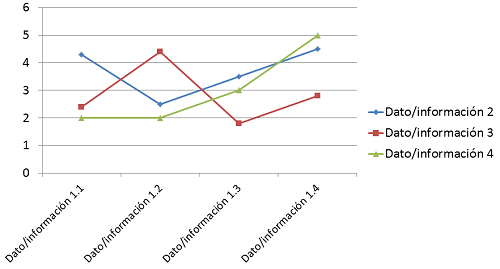 6
5
4
3
2
1
0
Dato/información 1.1
Dato/información 1.2
Dato/información 1.3
Dato/información 1.4
Dato/información 2
Dato/información 3
Dato/información 4